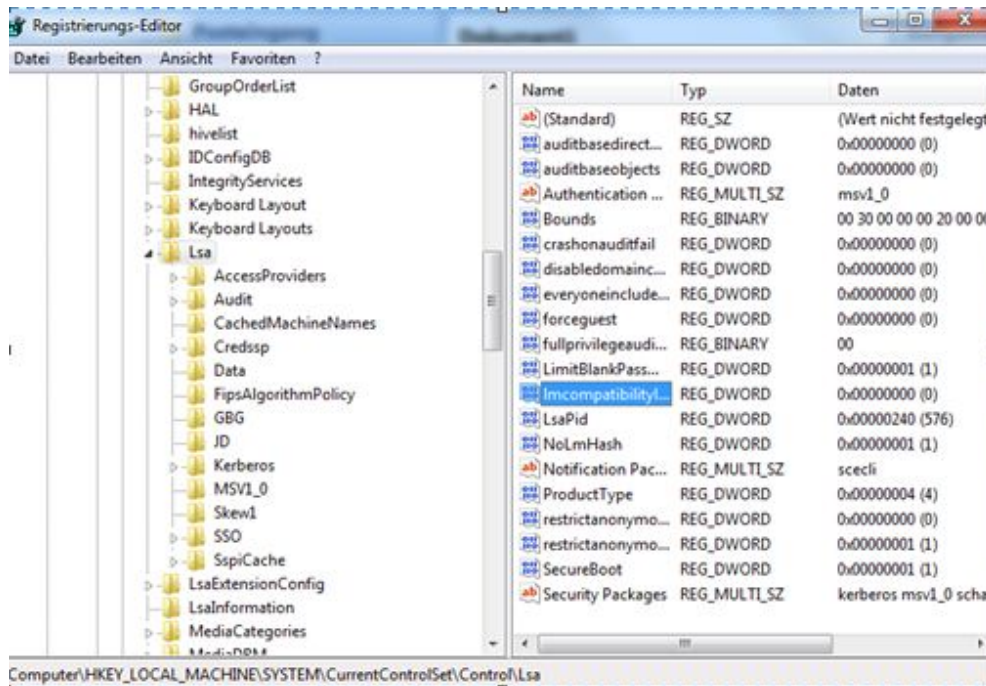 Registrierungs-Editor
Datei Bearbeiten Ansicht Favoriten ?
GroupOrderList
HAL
hivelist
IDConfigDB
IntegrityServices
Keyboard Layout
Keyboard Layouts
Lsa
AccessProviders
Audit
CachedMachineNames
Credssp
Data
FipsAlgorithmPolicy
GBG
JD
Kerberos
MSV1_0
Skew1
SSO
SspiCache
LsaExtensionConfig
LsaInformation
MediaCategories
MediaDRM
Name Typ Daten
(Standard) REG_SZ (Wert nicht festgelegt
auditbasedirect... REG_DWORD 0x00000000 (0)
auditbaseobjects REG_DWORD 0x00000000 (0)
Authentication ... REG_MULTI_SZ msv1_0
Bounds REG_BINARY 00 30 00 00 00 20 00 00
crashonauditfail REG_DWORD 0x00000000 (0)
disabledomainc... REG_DWORD 0x00000000 (0)
everyoneinclude... REG_DWORD 0x00000000 (0)
forceguest REG_DWORD 0x00000000 (0)
fullprivilegeaudi... REG_BINARY 00
LimitBlankPass... REG_DWORD 0x00000001 (1)
lmcompatibilityl... REG_DWORD 0x00000000 (0)
LsaPid REG_DWORD 0x00000240 (576)
NoLmHash REG_DWORD 0x00000001 (1)
Notification Pac... REG_MULTI_SZ scecli
ProductType REG_DWORD 0x00000004 (4)
restrictanonymo... REG_DWORD 0x00000000 (0)
restrictanonymo... REG_DWORD 0x00000001 (1)
SecureBoot REG_DWORD 0x00000001 (1)
Security Packages REG_MULTI_SZ kerberos msv1_0 scha
Computer\HKEY_LOCAL_MACHINE\SYSTEM\CurrentControlSet\Control\Lsa